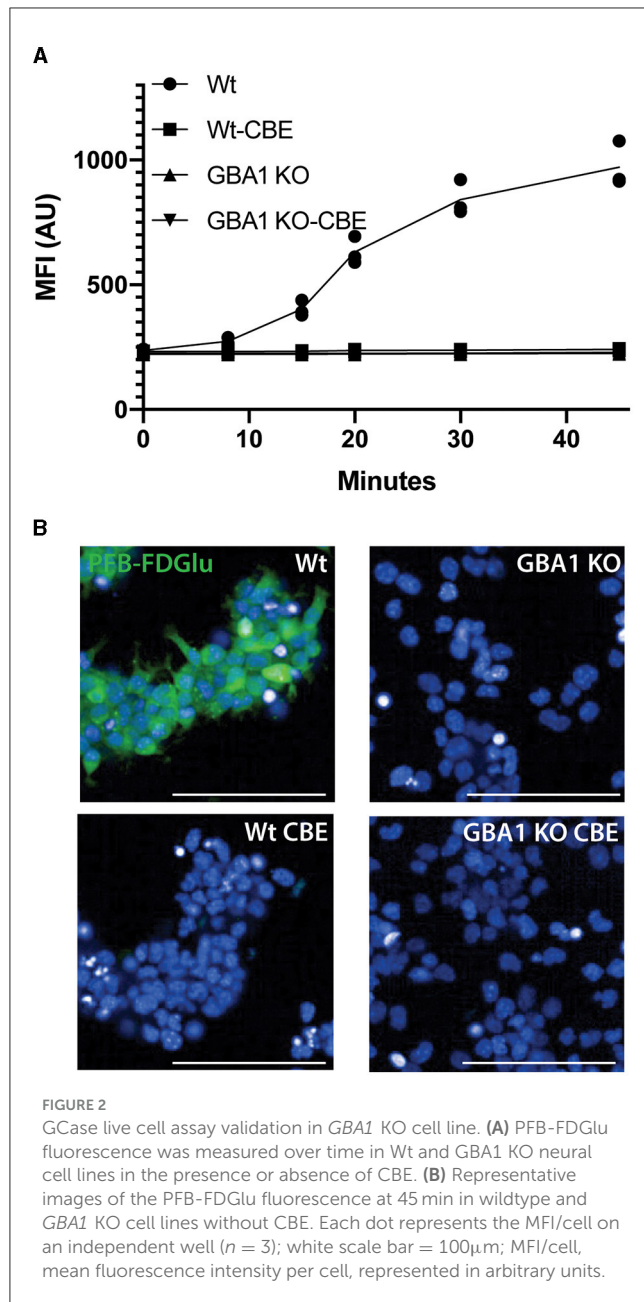 A
Wt
Wt-CBE
GBA1 KO
GBA1 KO-CBE
MFI (AU)
1000
500
0
0 10 20 30 40
Minutes
B
PFB-FDGlu Wt
GBA1 KO
Wt CBE
GBA1 KO CBE
FIGURE 2
GCase live cell assay validation in GBA1 KO cell line. (A) PFB-FDGlu
fluorescence was measured over time in Wt and GBA1 KO neural
cell lines in the presence or absence of CBE. (B) Representative
images of the PFB-FDGlu fluorescence at 45 min in wildtype and
GBA1 KO cell lines without CBE. Each dot represents the MFI/cell on
an independent well (n = 3); white scale bar = 100μm; MFI/cell,
mean fluorescence intensity per cell, represented in arbitrary units.